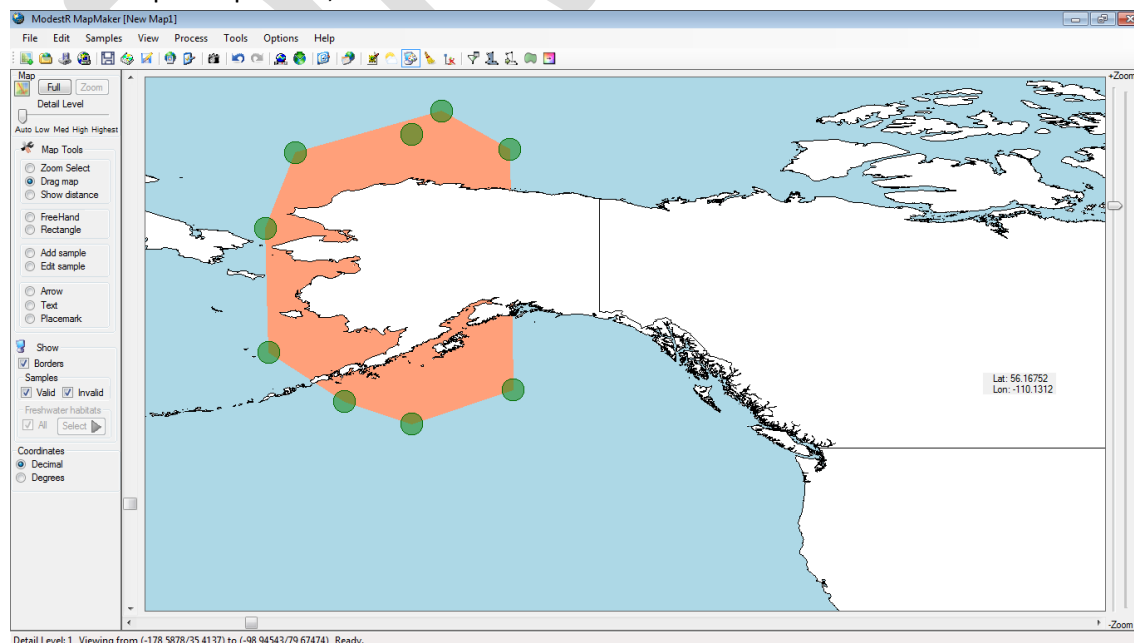 ModestR MapMaker [New Map1]
File Edit Samples View Process Tools Options Help
Map
Full Zoom
Detail Level
Auto Low Med High Highest
Map Tools
Zoom Select
Drag map
Show distance
FreeHand
Rectangle
Add sample
Edit sample
Arrow
Text
Placemark
Show
Borders
Samples
Valid Invalid
Freshwater habitats
All Select
Coordinates
Decimal
Degrees
+Zoom
Lat: 56.16752
Lon: -110.1312
-Zoom
Detail Level: 1 Viewing from (-178.5878/35.4137) to (-98.94543/79.67474) Ready.